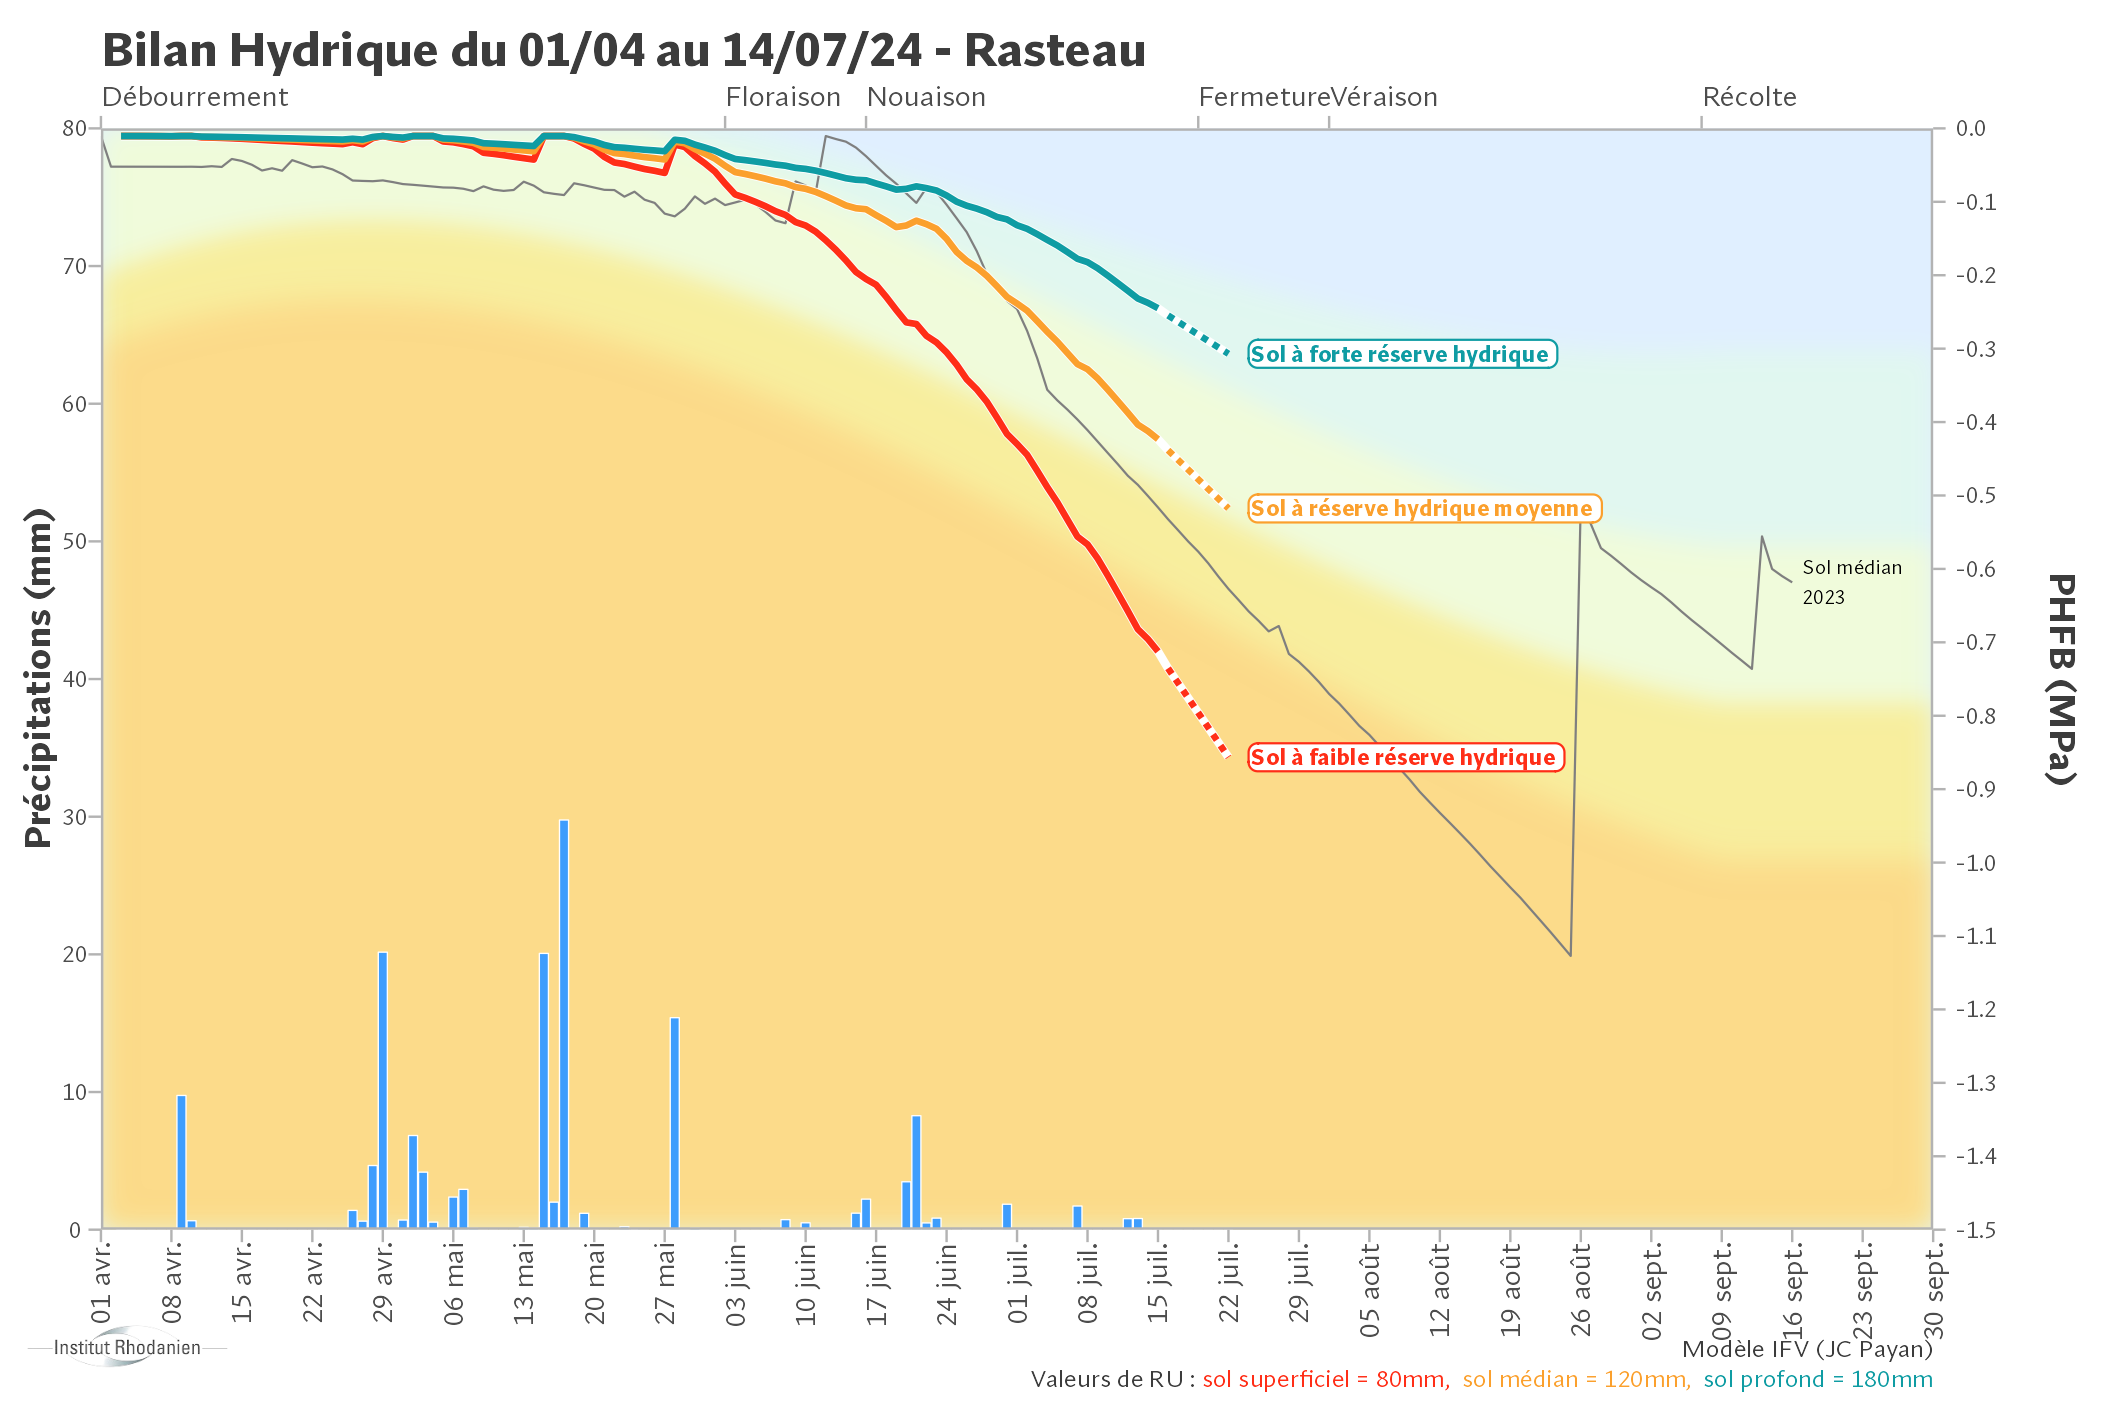 Bilan Hydrique du 01/04 au 14/07/24 - Rasteau
Débourrement
Floraison
Nouaison
Fermeture
Véraison
Récolte
Précipitations (mm)
80
70
60
50
40
30
20
10
0
PHFB (MPa)
0.0
-0.1
-0.2
-0.3
-0.4
-0.5
-0.6
-0.7
-0.8
-0.9
-1.0
-1.1
-1.2
-1.3
-1.4
-1.5
Sol à forte réserve hydrique
Sol à réserve hydrique moyenne
Sol médian
2023
Sol à faible réserve hydrique
01 avr.
08 avr.
15 avr.
22 avr.
29 avr.
06 mai
13 mai
20 mai
27 mai
03 juin
10 juin
17 juin
24 juin
01 juil.
08 juil.
15 juil.
22 juil.
29 juil.
05 août
12 août
19 août
26 août
02 sept.
09 sept.
16 sept.
23 sept.
30 sept.
Institut Rhodanien
Modèle IFV (JC Payan)
Valeurs de RU : sol superficiel = 80mm, sol médian = 120mm, sol profond = 180mm